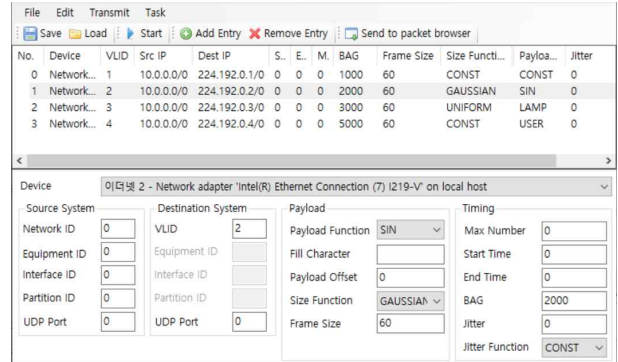 File Edit Transmit Task
Save Load Start Add Entry Remove Entry Send to packet browser
No. Device VLID Src IP Dest IP S.. E.. M. BAG Frame Size Size Functi... Payloa... Jitter
0 Network... 1 10.0.0.0/0 224.192.0.1/0 0 0 0 1000 60 CONST CONST 0
1 Network... 2 10.0.0.0/0 224.192.0.2/0 0 0 0 2000 60 GAUSSIAN SIN 0
2 Network... 3 10.0.0.0/0 224.192.0.3/0 0 0 0 3000 60 UNIFORM LAMP 0
3 Network... 4 10.0.0.0/0 224.192.0.4/0 0 0 0 5000 60 CONST USER 0
Device 이더넷 2 - Network adapter 'Intel(R) Ethernet Connection (7) I219-V' on local host
Source System Destination System Payload Timing
Network ID 0 VLID 2 Payload Function SIN Max Number 0
Equipment ID 0 Equipment ID Fill Character Start Time 0
Interface ID 0 Interface ID Payload Offset 0 End Time 0
Partition ID 0 Partition ID Size Function GAUSSIAN BAG 2000
UDP Port 0 UDP Port 0 Frame Size 60 Jitter 0
Jitter Function CONST